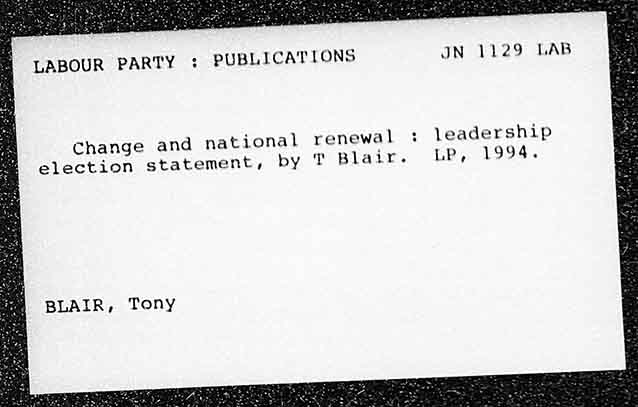 LABOUR PARTY : PUBLICATIONS JN 1129 LAB
Change and national renewal : leadership
election statement, by T Blair. LP, 1994.
BLAIR, Tony